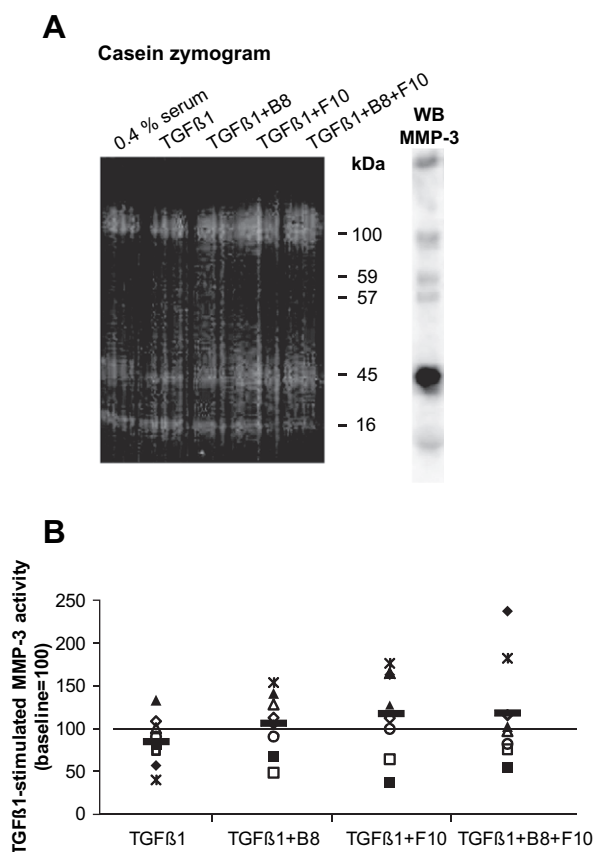 A
Casein zymogram
0.4 % serum
TGFß1
TGFß1+B8
TGFß1+F10
TGFß1+B8+F10
WB
MMP-3
kDa
100
59
57
45
16
B
TGFß1-stimulated MMP-3 activity
(baseline=100)
250
200
150
100
50
0
TGFß1
TGFß1+B8
TGFß1+F10
TGFß1+B8+F10